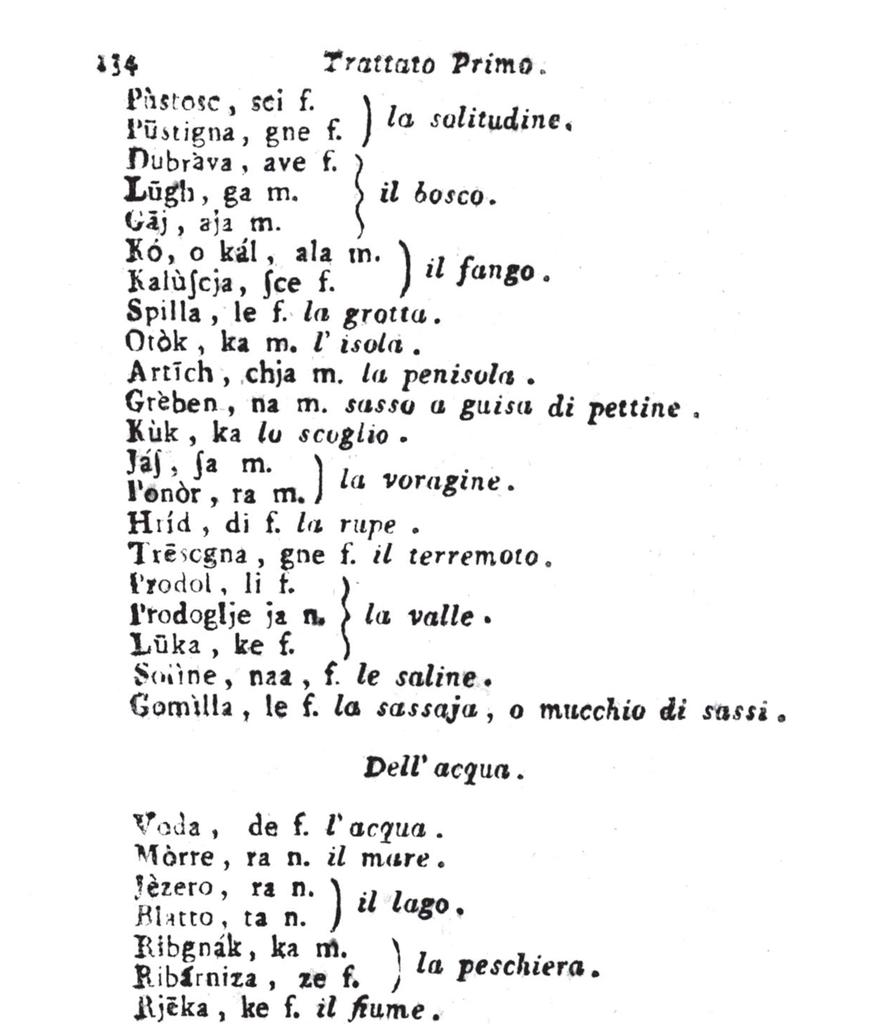 134 Trattato Primo.
Pùstosc, sci f.
Pūstigna, gne f.
la solitudine.
Dubràva, ave f.
Lūgh, ga m.
Gāj, aja m.
il bosco.
Kó, o kál, ala m.
Kalùſcja, ſce f.
il fango.
Spilla, le f. la grotta.
Otòk, ka m. l' isola.
Artīch, chja m. la penisola.
Grèben, na m. sasso a guisa di pettine.
Kùk, ka lo scoglio.
Jáſ, ſa m.
Ponòr, ra m.
la voragine.
Hríd, di f. la rupe.
Trēscgna, gne f. il terremoto.
Prodol, li f.
Prodoglje ja n.
Lūka, ke f.
la valle.
Solìne, naa, f. le saline.
Gomìlla, le f. la sassaja, o mucchio di sassi.
Dell' acqua.
Voda, de f. l' acqua.
Mòrre, ra n. il mare.
Jèzero, ra n.
Blatto, ta n.
il lago.
Ribgnák, ka m.
Ribárniza, ze f.
la peschiera.
Rjēka, ke f. il fiume.